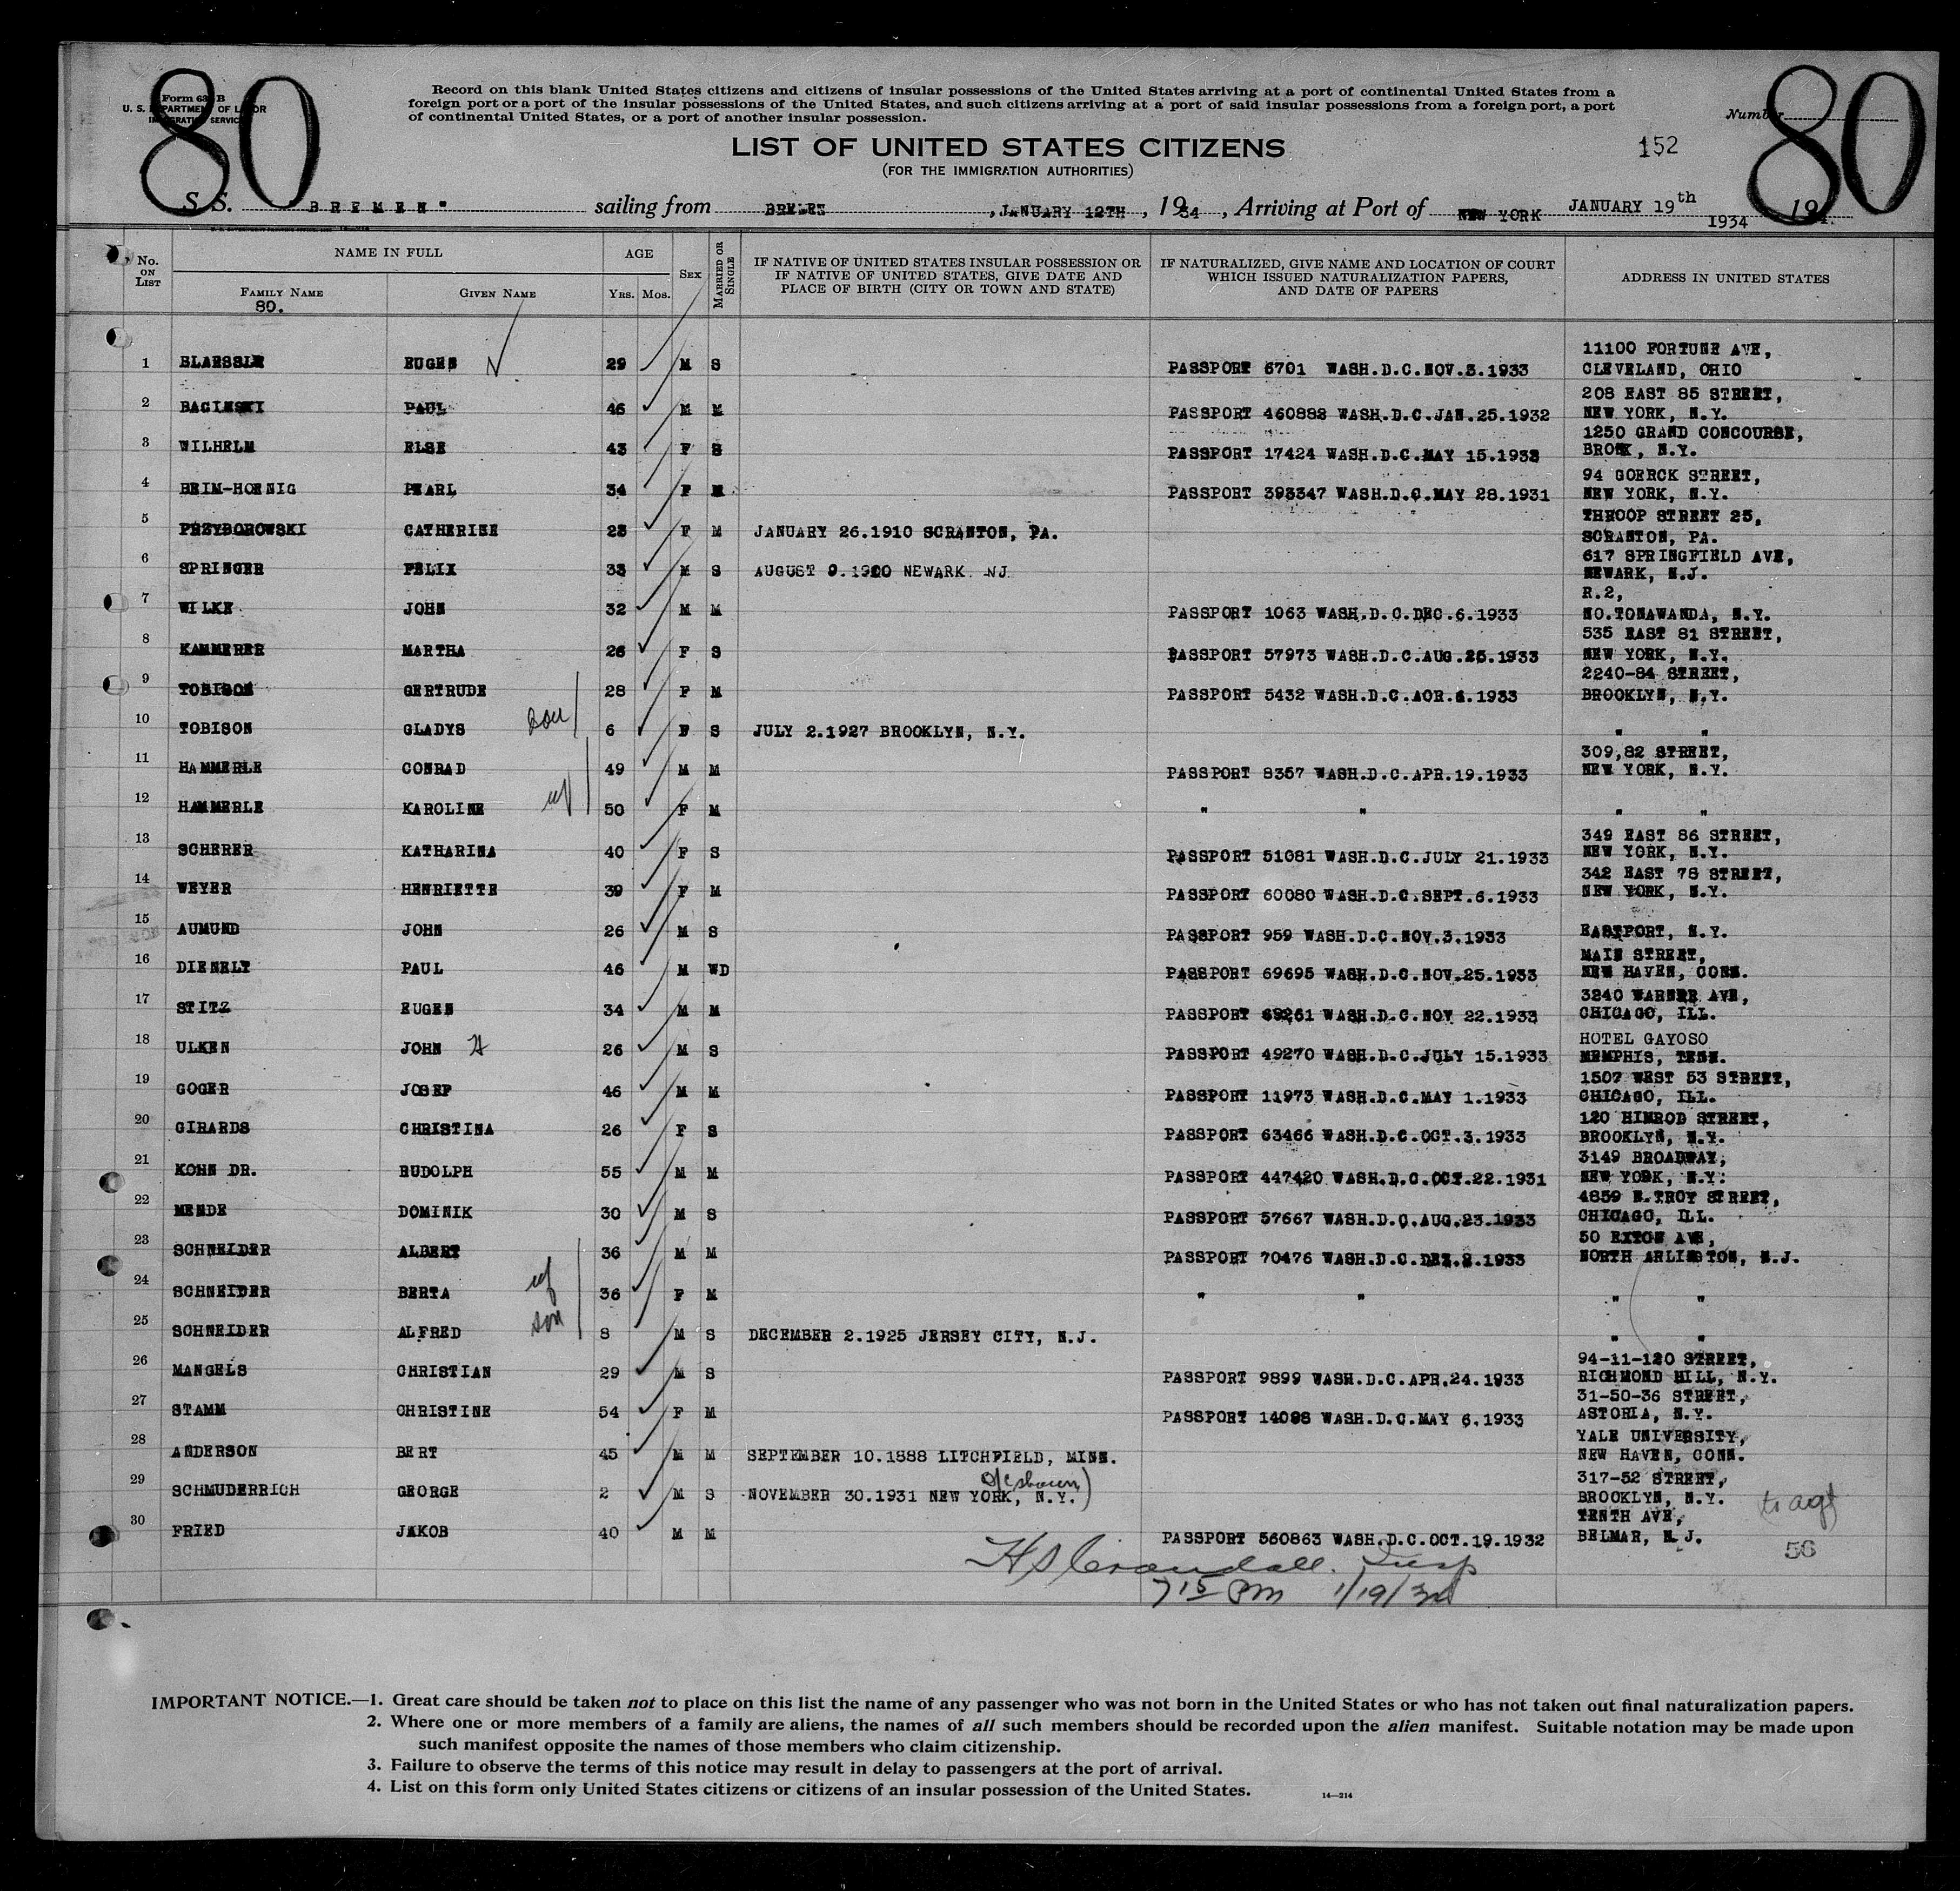 80
80
Form 63 B
U. S. DEPARTMENT OF LABOR
IMMIGRATION SERVICE
Record on this blank United States citizens and citizens of insular possessions of the United States arriving at a port of continental United States from a
foreign port or a port of the insular possessions of the United States, and such citizens arriving at a port of said insular possessions from a foreign port, a port
of continental United States, or a port of another insular possession.
Number
LIST OF UNITED STATES CITIZENS
152
(FOR THE IMMIGRATION AUTHORITIES)
S. S. BREMEN" sailing from BREMEN, JANUARY 12TH, 1934, Arriving at Port of NEW YORK JANUARY 19th 1934 19
No. ON LIST
NAME IN FULL
FAMILY NAME
GIVEN NAME
80.
AGE
YRS. MOS.
SEX
MARRIED OR SINGLE
IF NATIVE OF UNITED STATES INSULAR POSSESSION OR
IF NATIVE OF UNITED STATES, GIVE DATE AND
PLACE OF BIRTH (CITY OR TOWN AND STATE)
IF NATURALIZED, GIVE NAME AND LOCATION OF COURT
WHICH ISSUED NATURALIZATION PAPERS,
AND DATE OF PAPERS
ADDRESS IN UNITED STATES
1 BLAESSLE EUGEN 29 M S PASSPORT 6701 WASH.D.C.NOV.3.1933 11100 FORTUNE AVE,
CLEVELAND, OHIO
2 BACINSKI PAUL 46 M M PASSPORT 460888 WASH.D.C.JAN.25.1932 208 EAST 85 STREET,
NEW YORK, N.Y.
3 WILHELM ELSE 43 F S PASSPORT 17424 WASH.D.C.MAY 15.1933 1250 GRAND CONCOURSE,
BRONX, N.Y.
4 BEIM-HOENIG PEARL 34 F M PASSPORT 393347 WASH.D.C.MAY 28.1931 94 GOERCK STREET,
NEW YORK, N.Y.
5 PRZYBOROWSKI CATHERINE 23 F M JANUARY 26.1910 SCRANTON, PA. THROOP STREET 25,
SCRANTON, PA.
6 SPRINGER FELIX 33 M S AUGUST 9.1900 NEWARK NJ 617 SPRINGFIELD AVE,
NEWARK, N.J.
7 WILKE JOHN 32 M M PASSPORT 1063 WASH.D.C.DEC.6.1933 R.2,
NO.TONAWANDA, N.Y.
8 KAMMERER MARTHA 26 F S PASSPORT 57973 WASH.D.C.AUG.25.1933 535 EAST 81 STREET,
NEW YORK, N.Y.
9 TOBISON GERTRUDE 28 F M PASSPORT 5432 WASH.D.C.AOR.6.1933 2240-84 STREET,
BROOKLYN, N.Y.
10 TOBISON GLADYS 6 F S JULY 2.1927 BROOKLYN, N.Y. " "
11 HAMMERLE CONRAD 49 M M PASSPORT 8357 WASH.D.C.APR.19.1933 309,82 STREET,
NEW YORK, N.Y.
12 HAMMERLE KAROLINE wf 50 F M " " " "
13 SCHERER KATHARINA 40 F S PASSPORT 51081 WASH.D.C.JULY 21.1933 349 EAST 86 STREET,
NEW YORK, N.Y.
14 WEYER HENRIETTE 39 F M PASSPORT 60080 WASH.D.C.SEPT.6.1933 342 EAST 78 STREET,
NEW YORK, N.Y.
15 AUMUND JOHN 26 M S PASSPORT 959 WASH.D.C.NOV.3.1933 EASTPORT, N.Y.
16 DIENELT PAUL 46 M WD PASSPORT 69695 WASH.D.C.NOV.25.1933 MAIN STREET,
NEW HAVEN, CONN.
17 STITZ EUGEN 34 M M PASSPORT 69261 WASH.D.C.NOV 22.1933 3240 WARNER AVE,
CHICAGO, ILL.
18 ULKEN JOHN H 26 M S PASSPORT 49270 WASH.D.C.JULY 15.1933 HOTEL GAYOSO
MEMPHIS, TENN.
19 GOGER JOSEF 46 M M PASSPORT 11973 WASH.D.C.MAY 1.1933 1507 WEST 53 STREET,
CHICAGO, ILL.
20 GIRARDS CHRISTINA 26 F S PASSPORT 63466 WASH.D.C.OCT.3.1933 120 HIMROD STREET,
BROOKLYN, N.Y.
21 KOHN DR. RUDOLPH 55 M M PASSPORT 447420 WASH.D.C.OCT.22.1931 3149 BROADWAY,
NEW YORK, N.Y.
22 MENDE DOMINIK 30 M S PASSPORT 57667 WASH.D.C.AUG.23.1933 4859 N.TROY STREET,
CHICAGO, ILL.
23 SCHNEIDER ALBERT 36 M M PASSPORT 70476 WASH.D.C.DEZ.2.1933 50 EXTON AVE,
NORTH ARLINGTON, N.J.
24 SCHNEIDER BERTA wf 36 F M " " " "
25 SCHNEIDER ALFRED son 8 M S DECEMBER 2.1925 JERSEY CITY, N.J. " "
26 MANGELS CHRISTIAN 29 M S PASSPORT 9899 WASH.D.C.APR.24.1933 94-11-120 STREET,
RICHMOND HILL, N.Y.
27 STAMM CHRISTINE 54 F M PASSPORT 14098 WASH.D.C.MAY 6.1933 31-50-36 STREET,
ASTORIA, N.Y.
28 ANDERSON BERT 45 M M SEPTEMBER 10.1888 LITCHFIELD, MINN. YALE UNIVERSITY,
NEW HAVEN, CONN.
29 SCHMUDERRICH GEORGE 2 M S NOVEMBER 30.1931 NEW YORK, N.Y.) 317-52 STREET,
BROOKLYN, N.Y.
30 FRIED JAKOB 40 M M PASSPORT 560863 WASH.D.C.OCT.19.1932 TENTH AVE,
BELMAR, N J.
56
H S Crandall. Insp
7 15 PM 1/19/34
IMPORTANT NOTICE.—1. Great care should be taken not to place on this list the name of any passenger who was not born in the United States or who has not taken out final naturalization papers.
2. Where one or more members of a family are aliens, the names of all such members should be recorded upon the alien manifest. Suitable notation may be made upon
such manifest opposite the names of those members who claim citizenship.
3. Failure to observe the terms of this notice may result in delay to passengers at the port of arrival.
4. List on this form only United States citizens or citizens of an insular possession of the United States.
14—214